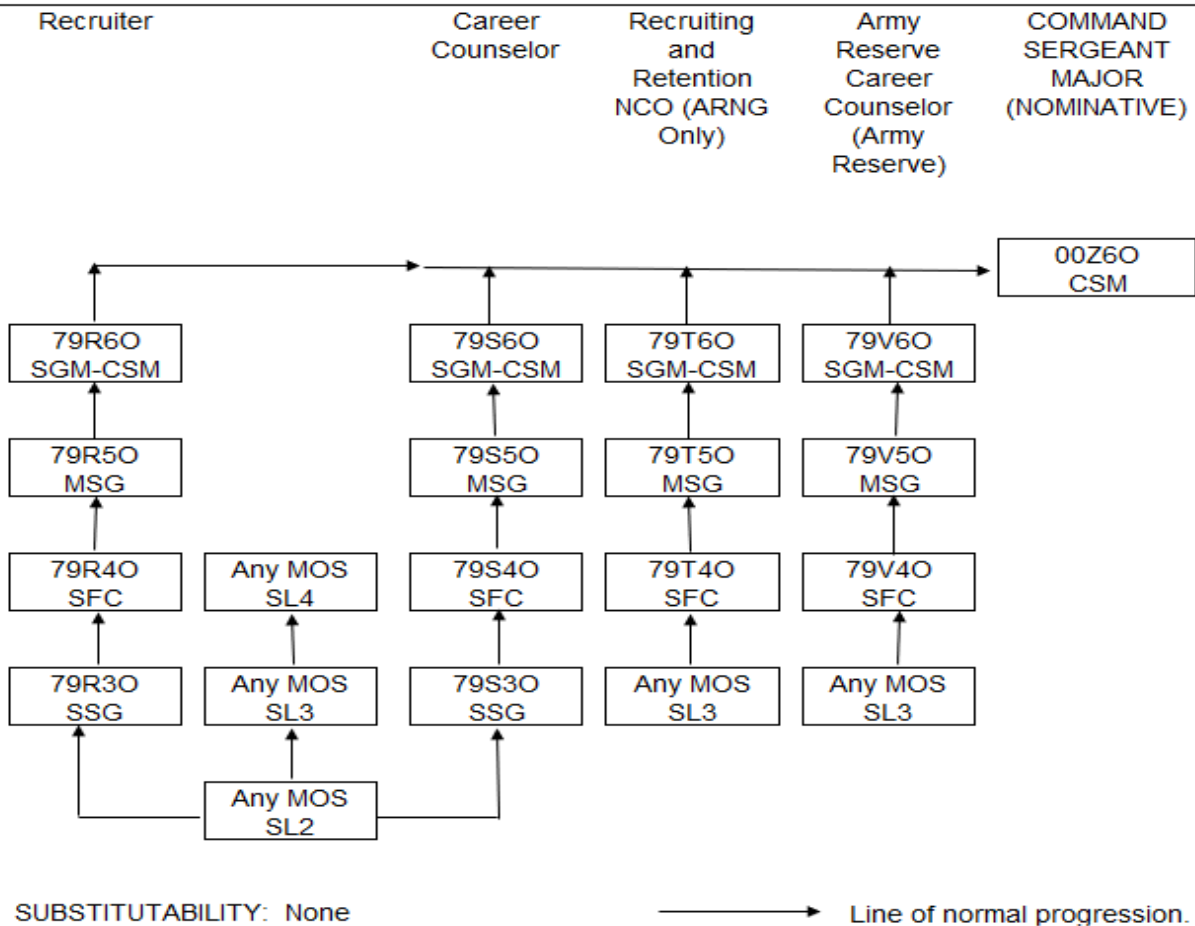 Recruiter
Career
Counselor
Recruiting
and
Retention
NCO (ARNG
Only)
Army
Reserve
Career
Counselor
(Army
Reserve)
COMMAND
SERGEANT
MAJOR
(NOMINATIVE)
00Z6O
CSM
79R6O
SGM-CSM
79S6O
SGM-CSM
79T6O
SGM-CSM
79V6O
SGM-CSM
79R5O
MSG
79S5O
MSG
79T5O
MSG
79V5O
MSG
79R4O
SFC
Any MOS
SL4
79S4O
SFC
79T4O
SFC
79V4O
SFC
79R3O
SSG
Any MOS
SL3
79S3O
SSG
Any MOS
SL3
Any MOS
SL3
Any MOS
SL2
SUBSTITUTABILITY: None
Line of normal progression.